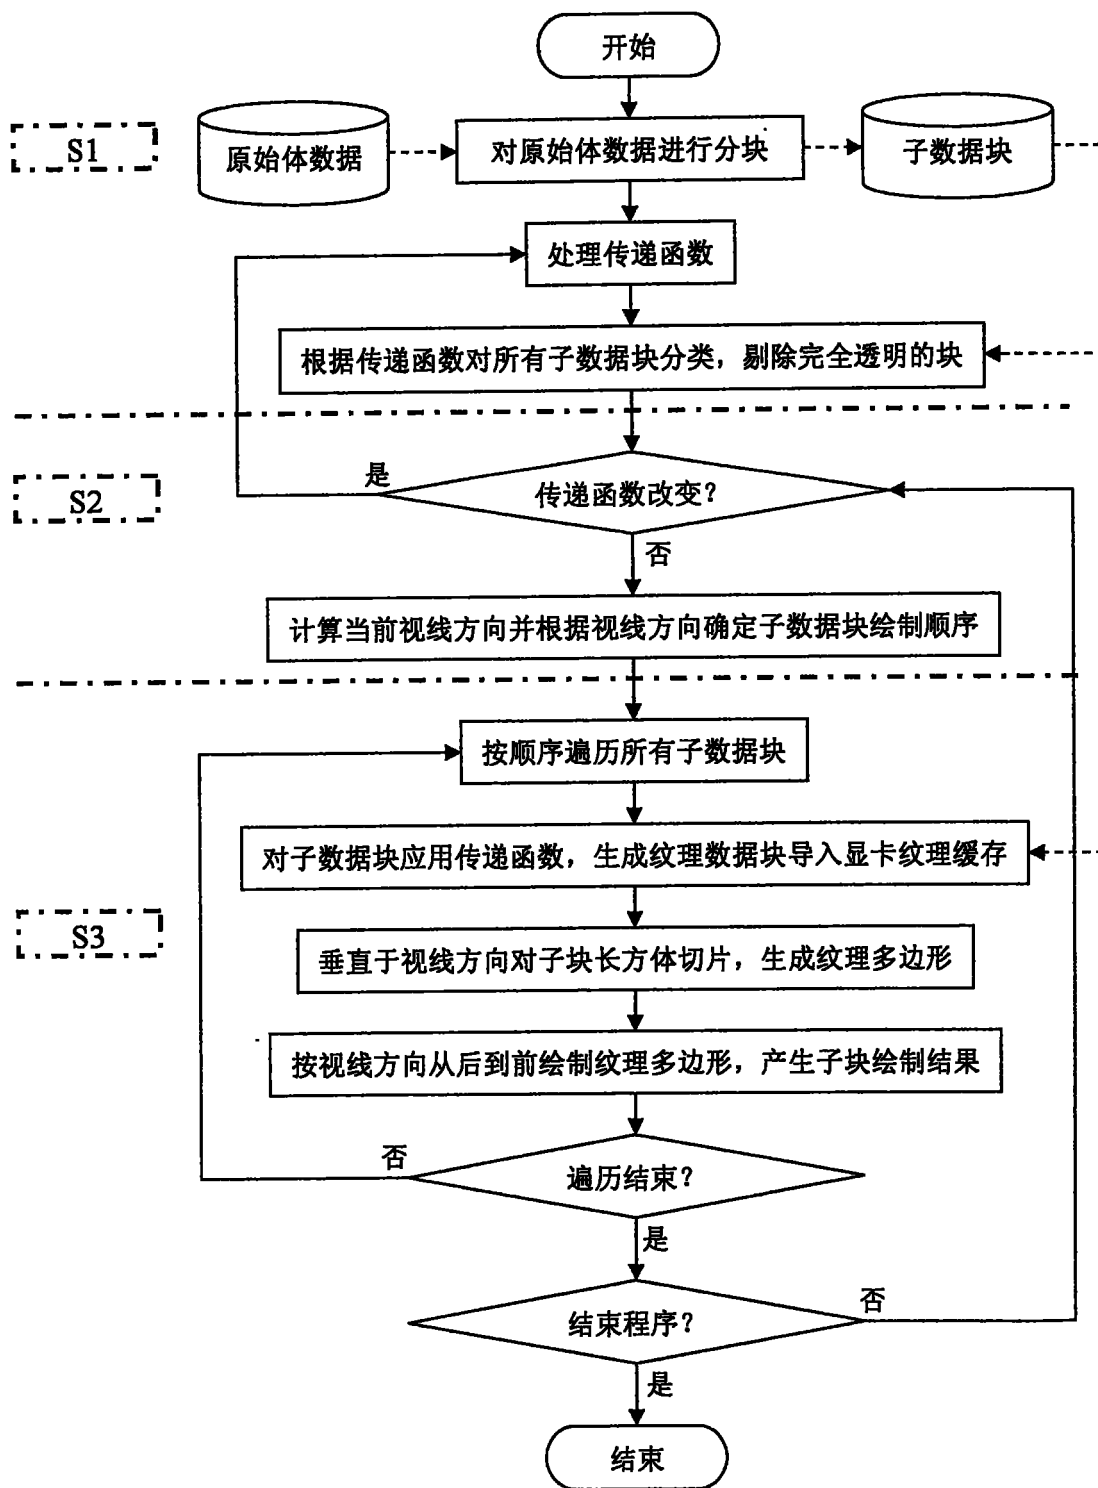 开始
S1
原始体数据
对原始体数据进行分块
子数据块
处理传递函数
根据传递函数对所有子数据块分类，剔除完全透明的块
是
S2
传递函数改变？
否
计算当前视线方向并根据视线方向确定子数据块绘制顺序
按顺序遍历所有子数据块
对子数据块应用传递函数，生成纹理数据块导入显卡纹理缓存
S3
垂直于视线方向对子块长方体切片，生成纹理多边形
按视线方向从后到前绘制纹理多边形，产生子块绘制结果
否
遍历结束？
是
结束程序？
否
是
结束